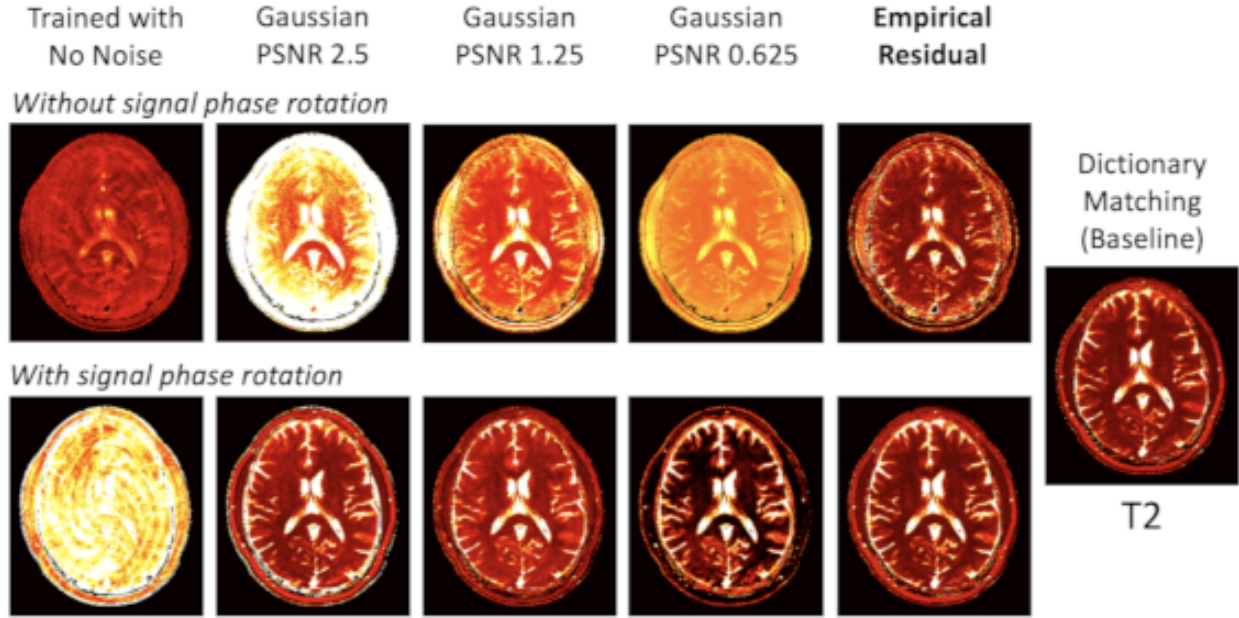 Trained with
No Noise
Gaussian
PSNR 2.5
Gaussian
PSNR 1.25
Gaussian
PSNR 0.625
Empirical
Residual
Without signal phase rotation
Dictionary
Matching
(Baseline)
With signal phase rotation
T2